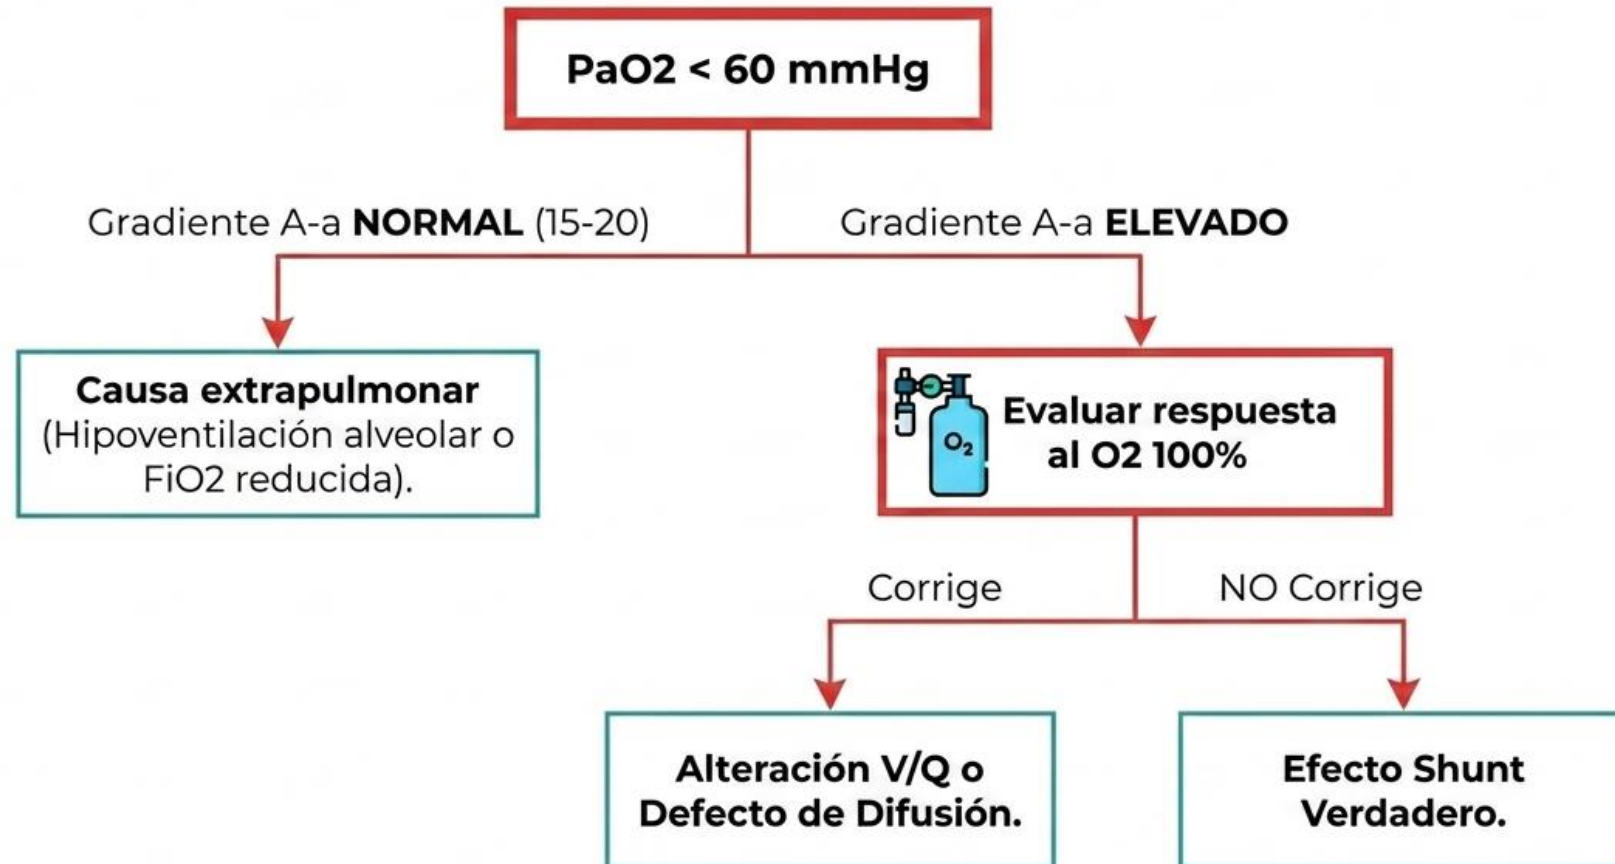 PaO2 < 60 mmHg
Gradiente A-a NORMAL (15-20)
Gradiente A-a ELEVADO
Causa extrapulmonar
(Hipoventilación alveolar o
FiO2 reducida).
O₂
Evaluar respuesta
al O2 100%
Corrige
NO Corrige
Alteración V/Q o
Defecto de Difusión.
Efecto Shunt
Verdadero.